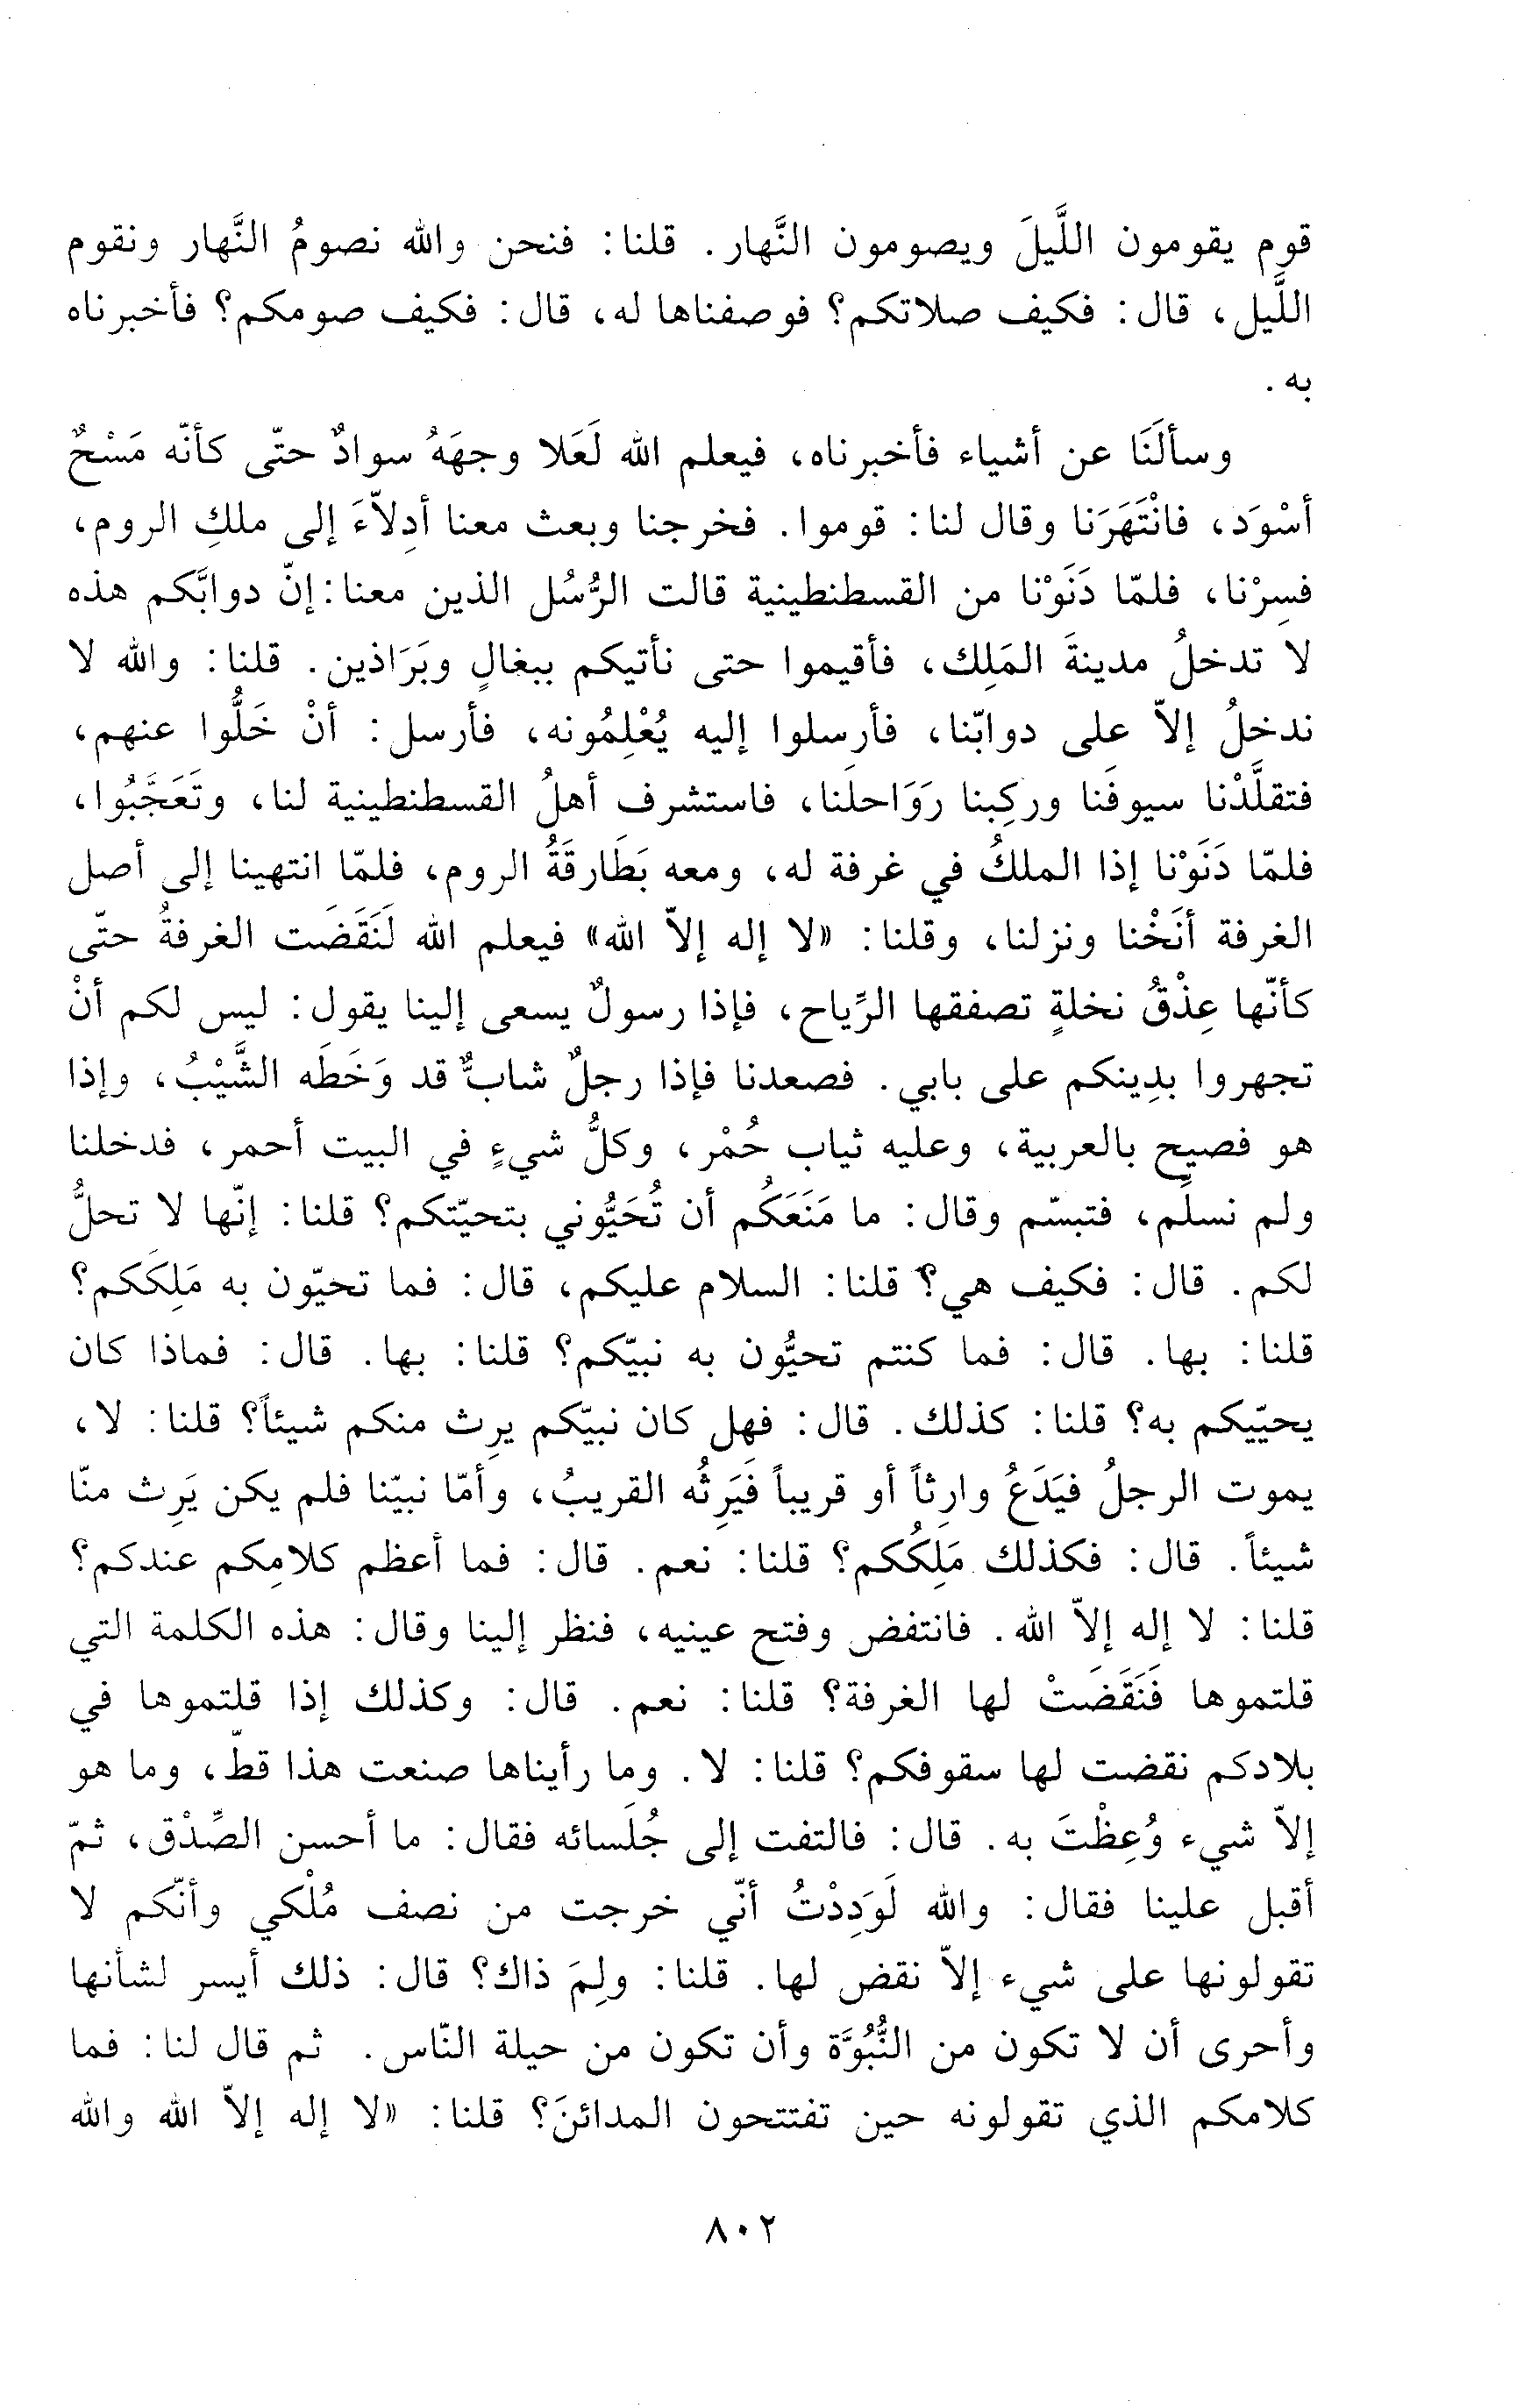 قوم يقومون اللَّيلَ ويصومون النَّهار. قلنا: فنحن والله نصومُ النَّهار ونقوم
اللَّيل، قال: فكيف صلاتكم؟ فوصفناها له، قال: فكيف صومكم؟ فأخبرناه
به.
وسألَنَا عن أشياء فأخبرناه، فيعلم الله لَعَلا وجهَهُ سوادٌ حتّى كأنّه مَسْحٌ
أسْوَد، فانْتَهَرَنا وقال لنا: قوموا. فخرجنا وبعث معنا أدِلاّءَ إلى ملكِ الروم،
فسِرْنا، فلمّا دَنَوْنا من القسطنطينية قالت الرُّسُل الذين معنا: إنّ دوابَّكم هذه
لا تدخلُ مدينةَ المَلِك، فأقيموا حتى نأتيكم ببغالٍ وبَرَاذين. قلنا: والله لا
ندخلُ إلاّ على دوابّنا، فأرسلوا إليه يُعْلِمُونه، فأرسل: أنْ خَلُّوا عنهم،
فتقلَّدْنا سيوفَنا وركِبنا رَوَاحلَنا، فاستشرف أهلُ القسطنطينية لنا، وتَعَجَّبُوا،
فلمّا دَنَوْنا إذا الملكُ في غرفة له، ومعه بَطَارقَةُ الروم، فلمّا انتهينا إلى أصل
الغرفة أنَخْنا ونزلنا، وقلنا: «لا إله إلاّ الله» فيعلم الله لَنَقَضَت الغرفةُ حتّى
كأنّها عِذْقُ نخلةٍ تصفقها الرِّياح، فإذا رسولٌ يسعى إلينا يقول: ليس لكم أنْ
تجهروا بدِينكم على بابي. فصعدنا فإذا رجلٌ شابٌّ قد وَخَطَه الشَّيْبُ، وإذا
هو فصيح بالعربية، وعليه ثياب حُمْر، وكلُّ شيءٍ في البيت أحمر، فدخلنا
ولم نسلِّم، فتبسّم وقال: ما مَنَعَكُم أن تُحَيُّوني بتحيّتكم؟ قلنا: إنّها لا تحلُّ
لكم. قال: فكيف هي؟ قلنا: السلام عليكم، قال: فما تحيّون به مَلِكَكم؟
قلنا: بها. قال: فما كنتم تحيُّون به نبيّكم؟ قلنا: بها. قال: فماذا كان
يحيّيكم به؟ قلنا: كذلك. قال: فهل كان نبيّكم يرِث منكم شيئاً؟ قلنا: لا،
يموت الرجلُ فيَدَعُ وارِثاً أو قريباً فَيَرِثُه القريبُ، وأمّا نبيّنا فلم يكن يَرِث منّا
شيئاً. قال: فكذلك مَلِكُكم؟ قلنا: نعم. قال: فما أعظم كلامِكم عندكم؟
قلنا: لا إله إلاّ الله. فانتفض وفتح عينيه، فنظر إلينا وقال: هذه الكلمة التي
قلتموها فَنَقَضَتْ لها الغرفة؟ قلنا: نعم. قال: وكذلك إذا قلتموها في
بلادكم نقضت لها سقوفكم؟ قلنا: لا. وما رأيناها صنعت هذا قطّ، وما هو
إلاّ شيء وُعِظْتَ به. قال: فالتفت إلى جُلَسائه فقال: ما أحسن الصِّدْق، ثمّ
أقبل علينا فقال: والله لَوَدِدْتُ أنّي خرجت من نصف مُلْكي وأنّكم لا
تقولونها على شيء إلاّ نقض لها. قلنا: ولِمَ ذاك؟ قال: ذلك أيسر لشأنها
وأحرى أن لا تكون من النُّبُوَّة وأن تكون من حيلة النّاس. ثم قال لنا: فما
كلامكم الذي تقولونه حين تفتتحون المدائنَ؟ قلنا: «لا إله إلاّ الله والله
٨٠٢